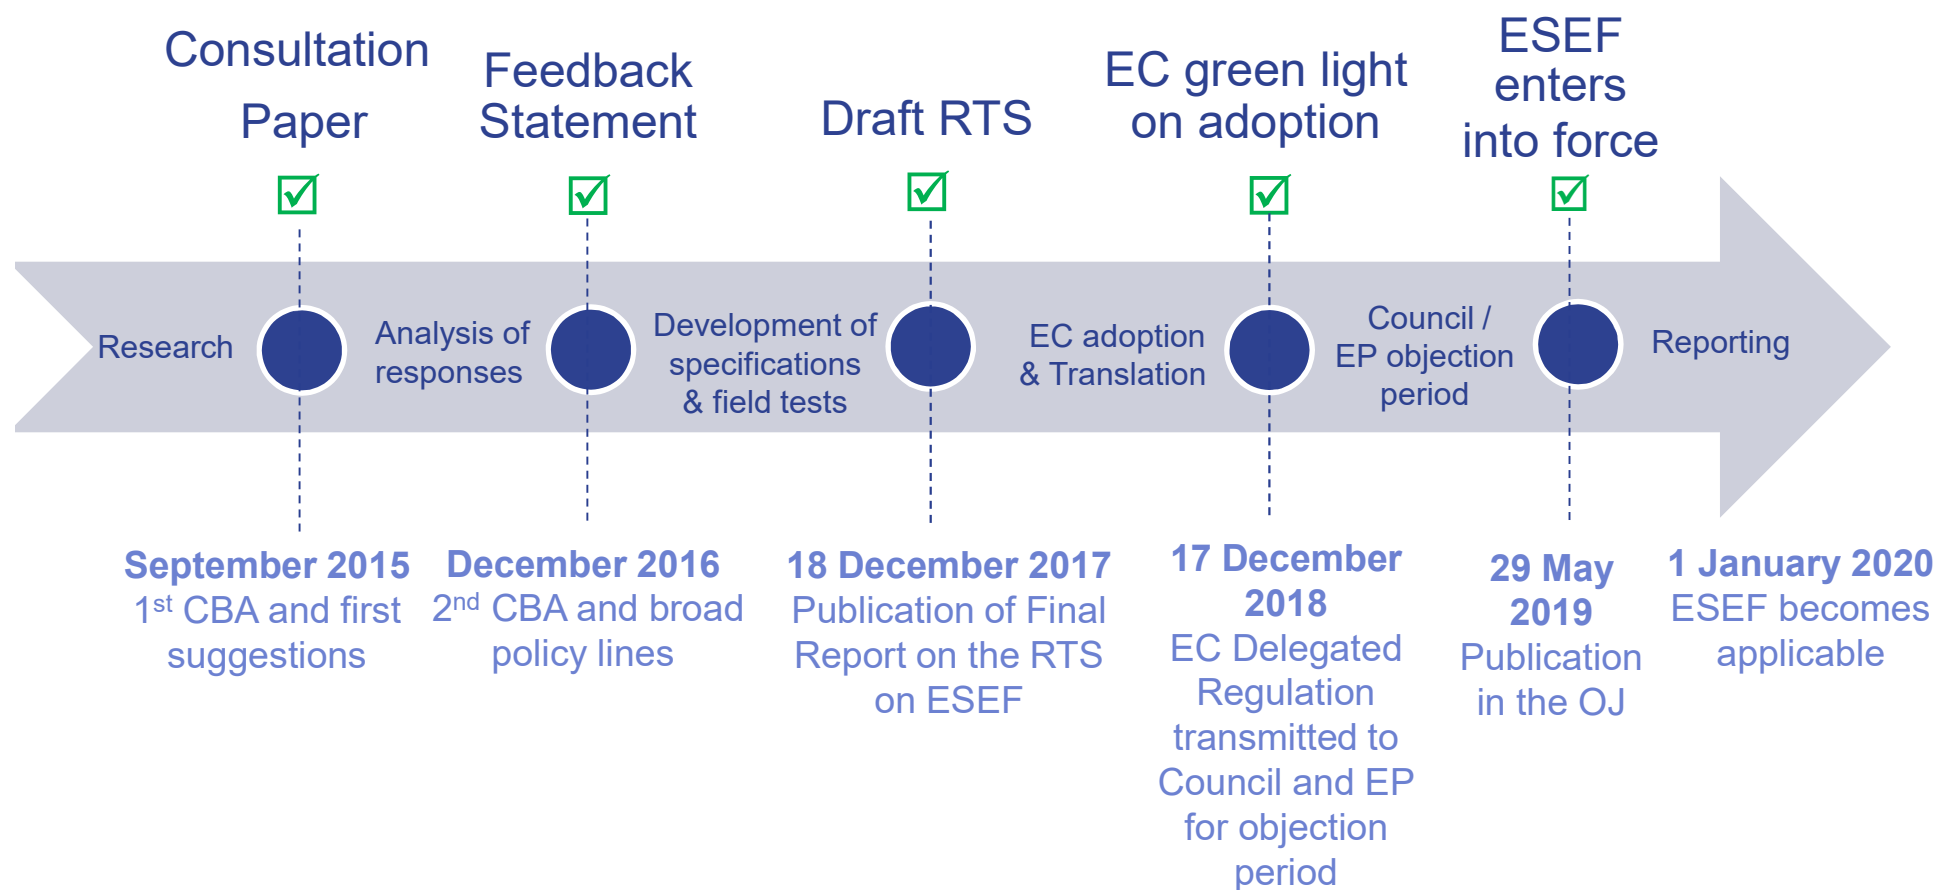 Consultation
Paper
Feedback
Statement
Draft RTS
EC green light
on adoption
ESEF
enters
into force
Research
Analysis of
responses
Development of
specifications
& field tests
EC adoption
& Translation
Council /
EP objection
period
Reporting
September 2015
1st CBA and first
suggestions
December 2016
2nd CBA and broad
policy lines
18 December 2017
Publication of Final
Report on the RTS
on ESEF
17 December
2018
EC Delegated
Regulation
transmitted to
Council and EP
for objection
period
29 May
2019
Publication
in the OJ
1 January 2020
ESEF becomes
applicable